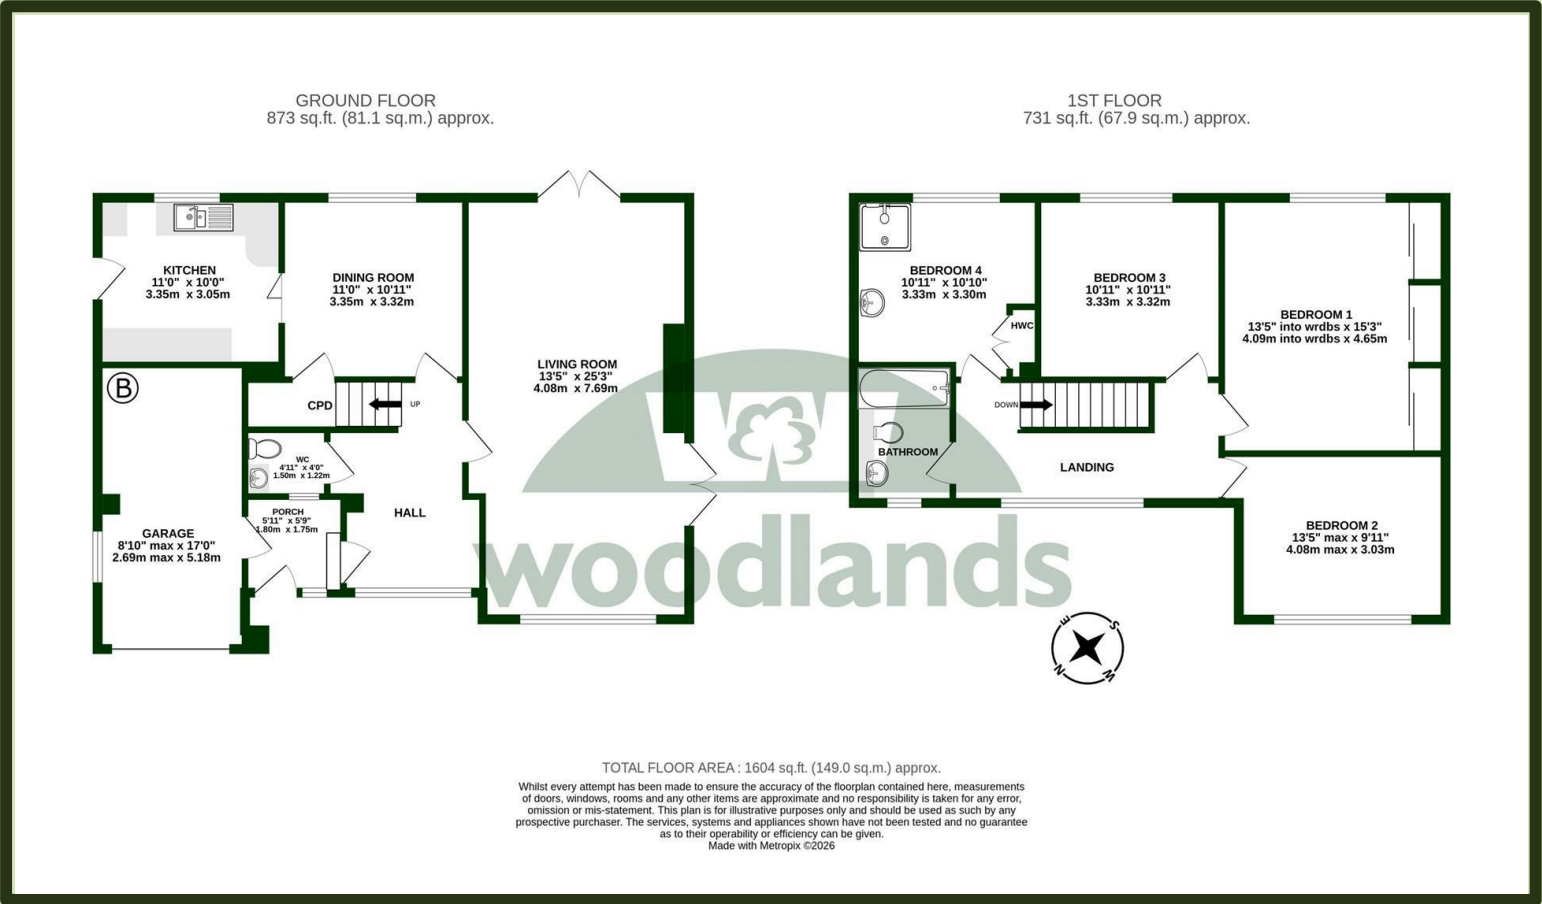 GROUND FLOOR
873 sq.ft. (81.1 sq.m.) approx.
1ST FLOOR
731 sq.ft. (67.9 sq.m.) approx.
KITCHEN
11'0" x 10'0"
3.35m x 3.05m
DINING ROOM
11'0" x 10'11"
3.35m x 3.32m
LIVING ROOM
13'5" x 25'3"
4.08m x 7.69m
B
CPD
UP
WC
4'11" x 4'0"
1.50m x 1.22m
PORCH
5'11" x 5'9"
1.80m x 1.75m
HALL
GARAGE
8'10" max x 17'0"
2.69m max x 5.18m
BEDROOM 4
10'11" x 10'10"
3.33m x 3.30m
HWC
BEDROOM 3
10'11" x 10'11"
3.33m x 3.32m
BEDROOM 1
13'5" into wrdbs x 15'3"
4.09m into wrdbs x 4.65m
DOWN
BATHROOM
LANDING
BEDROOM 2
13'5" max x 9'11"
4.08m max x 3.03m
woodlands
E
S
N
W
TOTAL FLOOR AREA : 1604 sq.ft. (149.0 sq.m.) approx.
Whilst every attempt has been made to ensure the accuracy of the floorplan contained here, measurements
of doors, windows, rooms and any other items are approximate and no responsibility is taken for any error,
omission or mis-statement. This plan is for illustrative purposes only and should be used as such by any
prospective purchaser. The services, systems and appliances shown have not been tested and no guarantee
as to their operability or efficiency can be given.
Made with Metropix ©2026